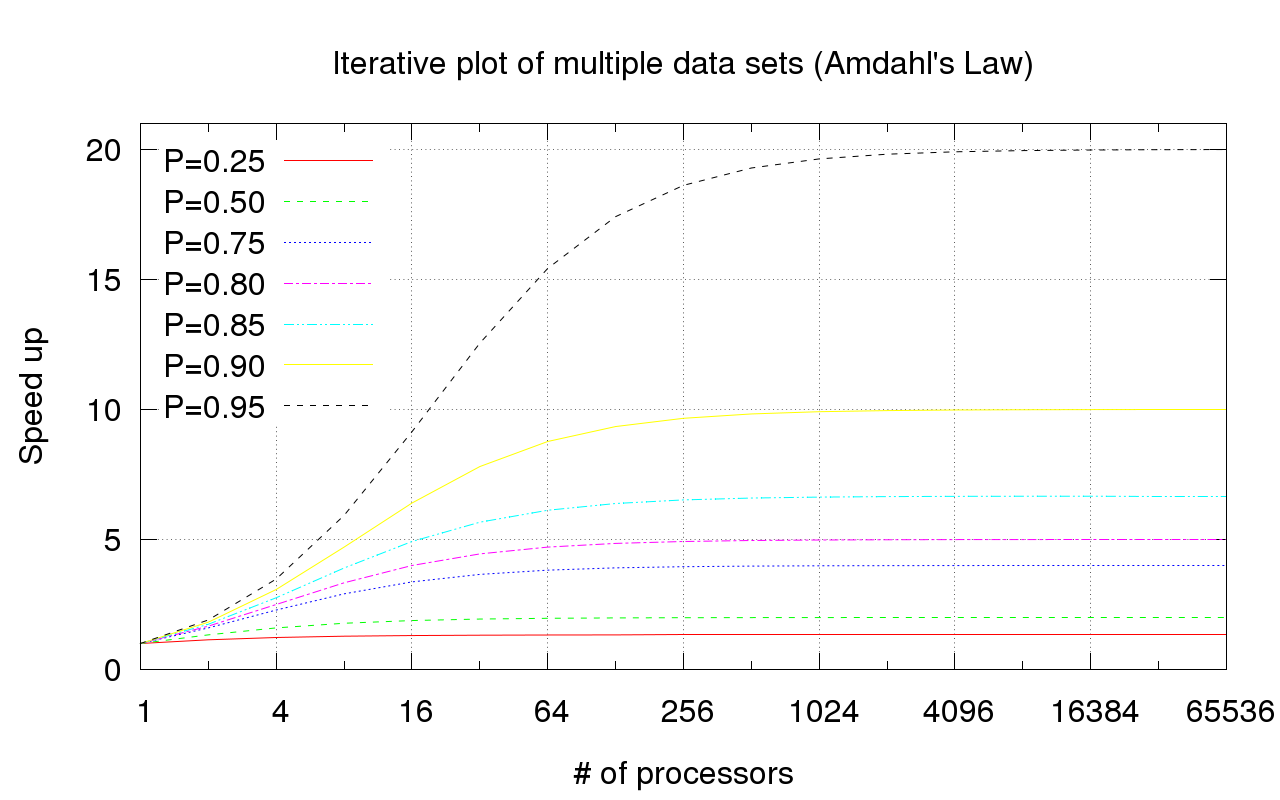 Iterative plot of multiple data sets (Amdahl's Law)
20
15
10
5
0
Speed up
P=0.25
P=0.50
P=0.75
P=0.80
P=0.85
P=0.90
P=0.95
1 4 16 64 256 1024 4096 16384 65536
# of processors